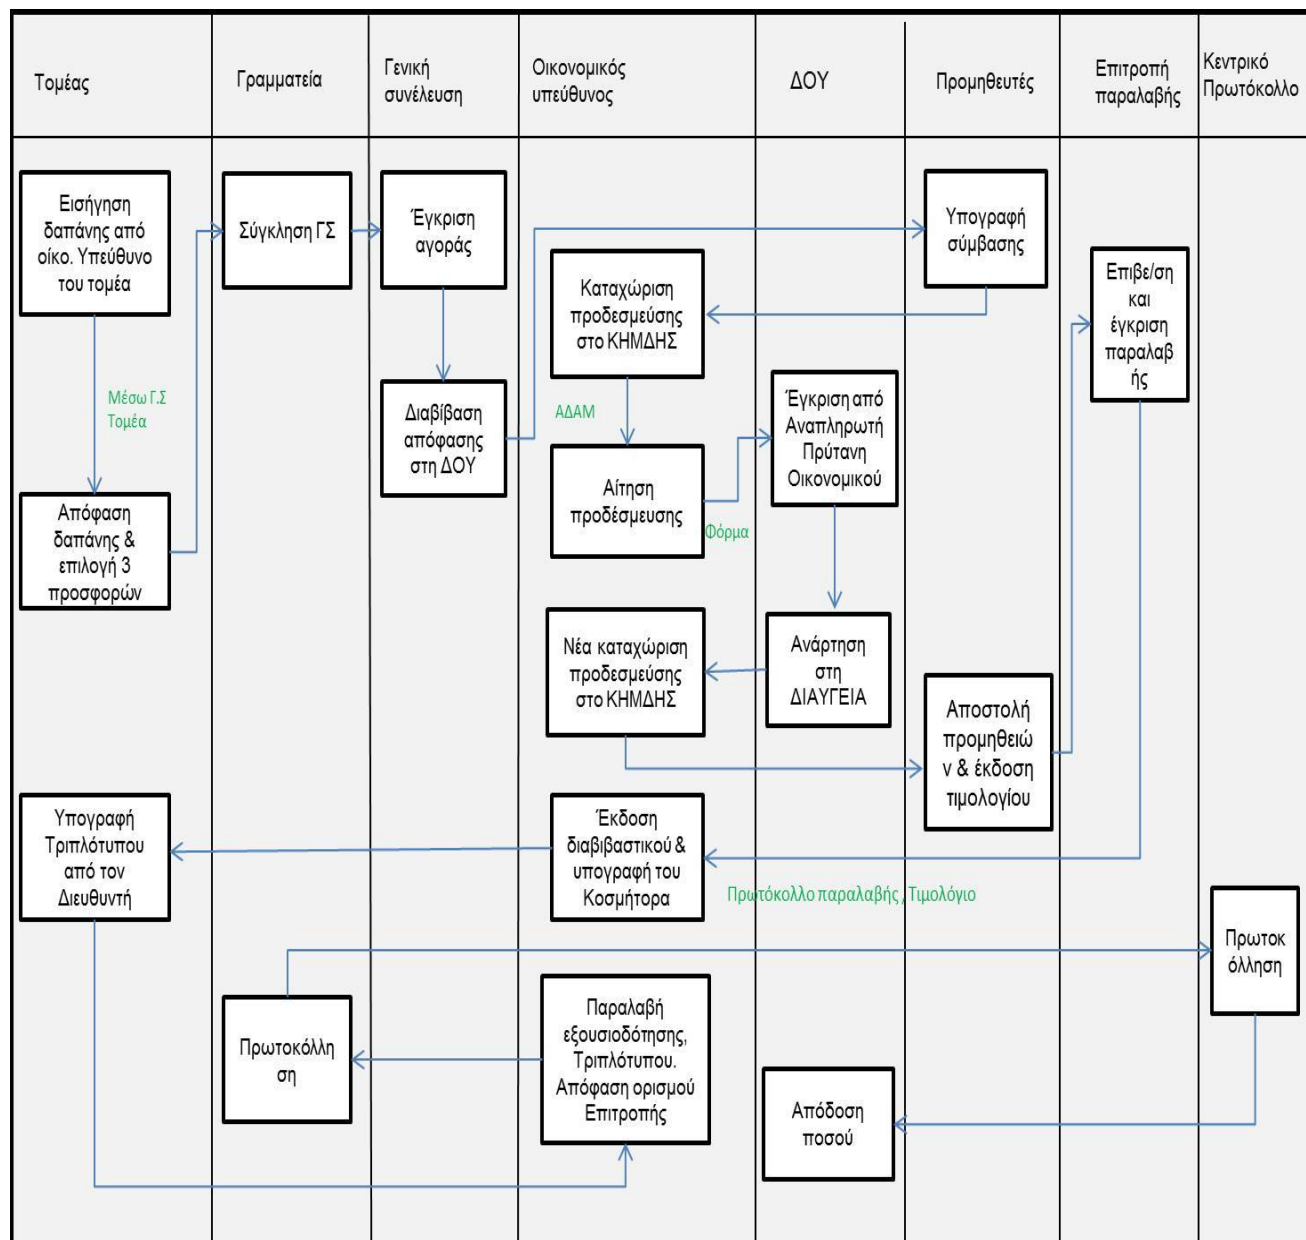 Τομέας
Γραμματεία
Γενική
συνέλευση
Οικονομικός
υπεύθυνος
ΔΟΥ
Προμηθευτές
Επιτροπή
παραλαβής
Κεντρικό
Πρωτόκολλο
Εισήγηση
δαπάνης από
οίκο. Υπεύθυνο
του τομέα
Σύγκληση ΓΣ
Έγκριση
αγοράς
Υπογραφή
σύμβασης
Καταχώριση
προδεσμεύσης
στο ΚΗΜΔΗΣ
Επιβε/ση
και
έγκριση
παραλαβ
ής
Μέσω Γ.Σ
Τομέα
Διαβίβαση
απόφασης
στη ΔΟΥ
ΑΔΑΜ
Έγκριση από
Αναπληρωτή
Πρύτανη
Οικονομικού
Αίτηση
προδέσμευσης
Φόρμα
Απόφαση
δαπάνης &
επιλογή 3
προσφορών
Νέα καταχώριση
προδεσμεύσης
στο ΚΗΜΔΗΣ
Ανάρτηση
στη
ΔΙΑΥΓΕΙΑ
Αποστολή
προμηθειώ
ν & έκδοση
τιμολογίου
Υπογραφή
Τριπλότυπου
από τον
Διευθυντή
Έκδοση
διαβιβαστικού &
υπογραφή του
Κοσμήτορα
Πρωτόκολλο παραλαβής , Τιμολόγιο
Πρωτοκ
όλληση
Πρωτοκόλλη
ση
Παραλαβή
εξουσιοδότησης,
Τριπλότυπου.
Απόφαση ορισμού
Επιτροπής
Απόδοση
ποσού